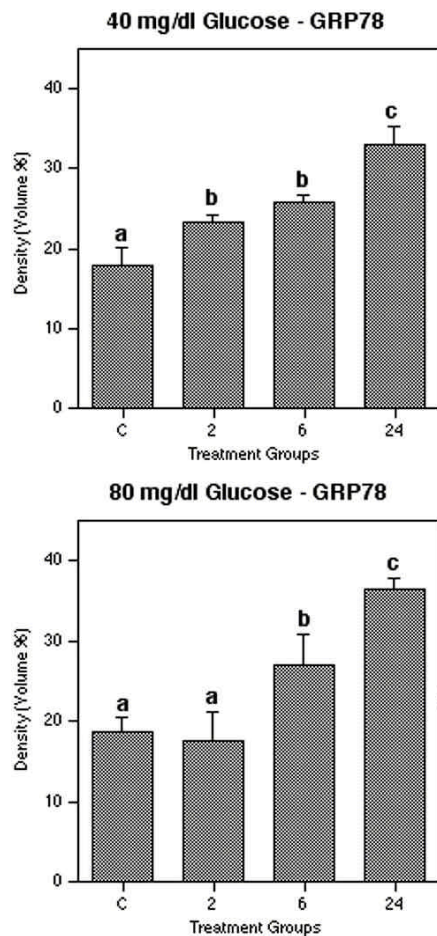 40 mg/dl Glucose - GRP78
Density (Volume %)
40
30
20
10
0
a
b
b
c
C 2 6 24
Treatment Groups
80 mg/dl Glucose - GRP78
Density (Volume %)
40
30
20
10
0
a
a
b
c
C 2 6 24
Treatment Groups